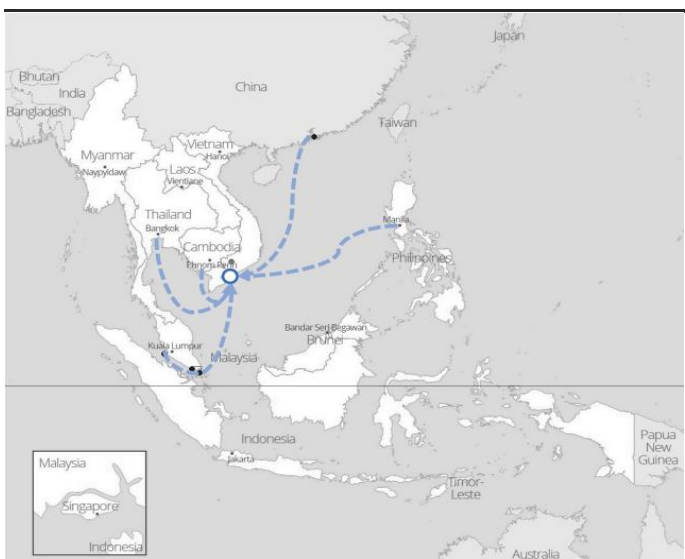 Japan
Bhutan
China
India
Bangladesh
Taiwan
Vietnam
Hanoi
Myanmar
Laos
Naypyidaw
Vientiane
Thailand
Manila
Bangkok
Cambodia
Phnom Penh
Philippines
Bandar Seri Begawan
Brunei
Kuala Lumpur
Malaysia
Indonesia
Papua
New
Guinea
Jakarta
Malaysia
Timor-
Leste
Singapore
Indonesia
Australia